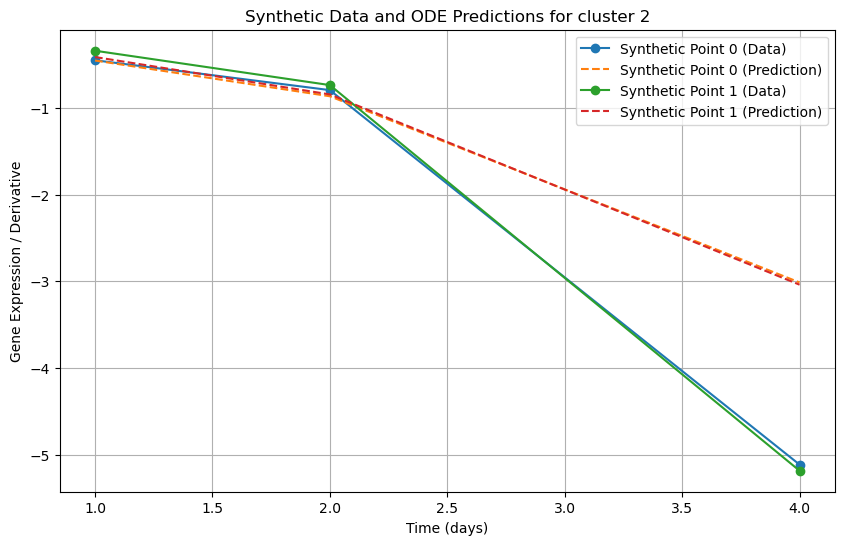 Synthetic Data and ODE Predictions for cluster 2
Synthetic Point 0 (Data)
Synthetic Point 0 (Prediction)
Synthetic Point 1 (Data)
Synthetic Point 1 (Prediction)
Gene Expression / Derivative
−1
−2
−3
−4
−5
1.0 1.5 2.0 2.5 3.0 3.5 4.0
Time (days)